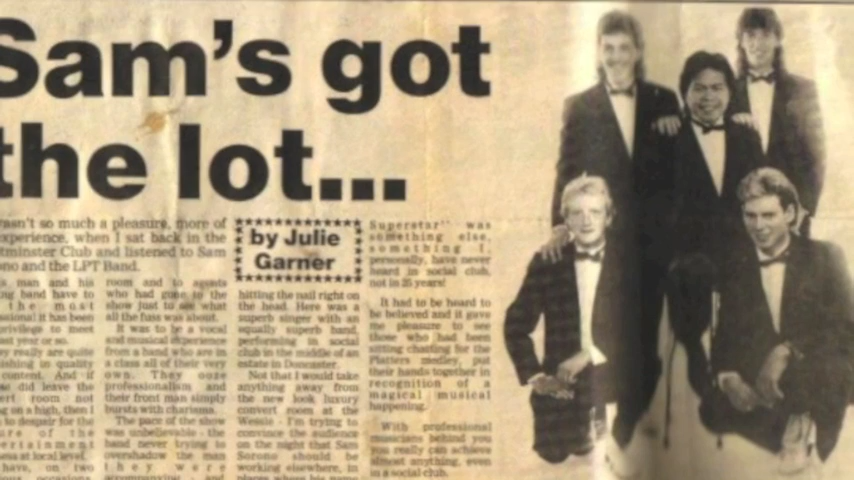 Sam's got
the lot...
wasn't so much a pleasure, more of
experience, when I sat back in the
tminster Club and listened to Sam
ono and the LPT Band.
man and his
ng band have to
the most
ssional it has been
privilege to meet
ast year or so.
ey really are quite
ishing in quality
content. And if
did leave the
ert room not
g on a high, then I
to despair for the
ure of the
ertainment
at local level.
have, on two
occasions,
room and to agents
who had gone to the
show just to see what
all the fuss was about.
It was to be a vocal
and musical experience
from a band who are in
a class all of their very
own. They ooze
professionalism and
their front man simply
bursts with charisma.
The pace of the show
was unbelievable - the
band never trying to
overshadow the man
they were
accompanying and
by Julie
Garner
hitting the nail right on
the head. Here was a
superb singer with an
equally superb band,
performing in social
club in the middle of an
estate in Doncaster.
Not that I would take
anything away from
the new look luxury
convert room at the
Wessie - I'm trying to
convince the audience
on the night that Sam
Sorono should be
working elsewhere, in
places where his name
Superstar" was
something else,
something I,
personally, have never
heard in social club,
not in 25 years!
It had to be heard to
be believed and it gave
me pleasure to see
those who had been
sitting chanting for the
Platters medley, put
their hands together in
recognition of a
magical musical
happening.
With professional
musicians behind you
you really can achieve
almost anything, even
in a social club.